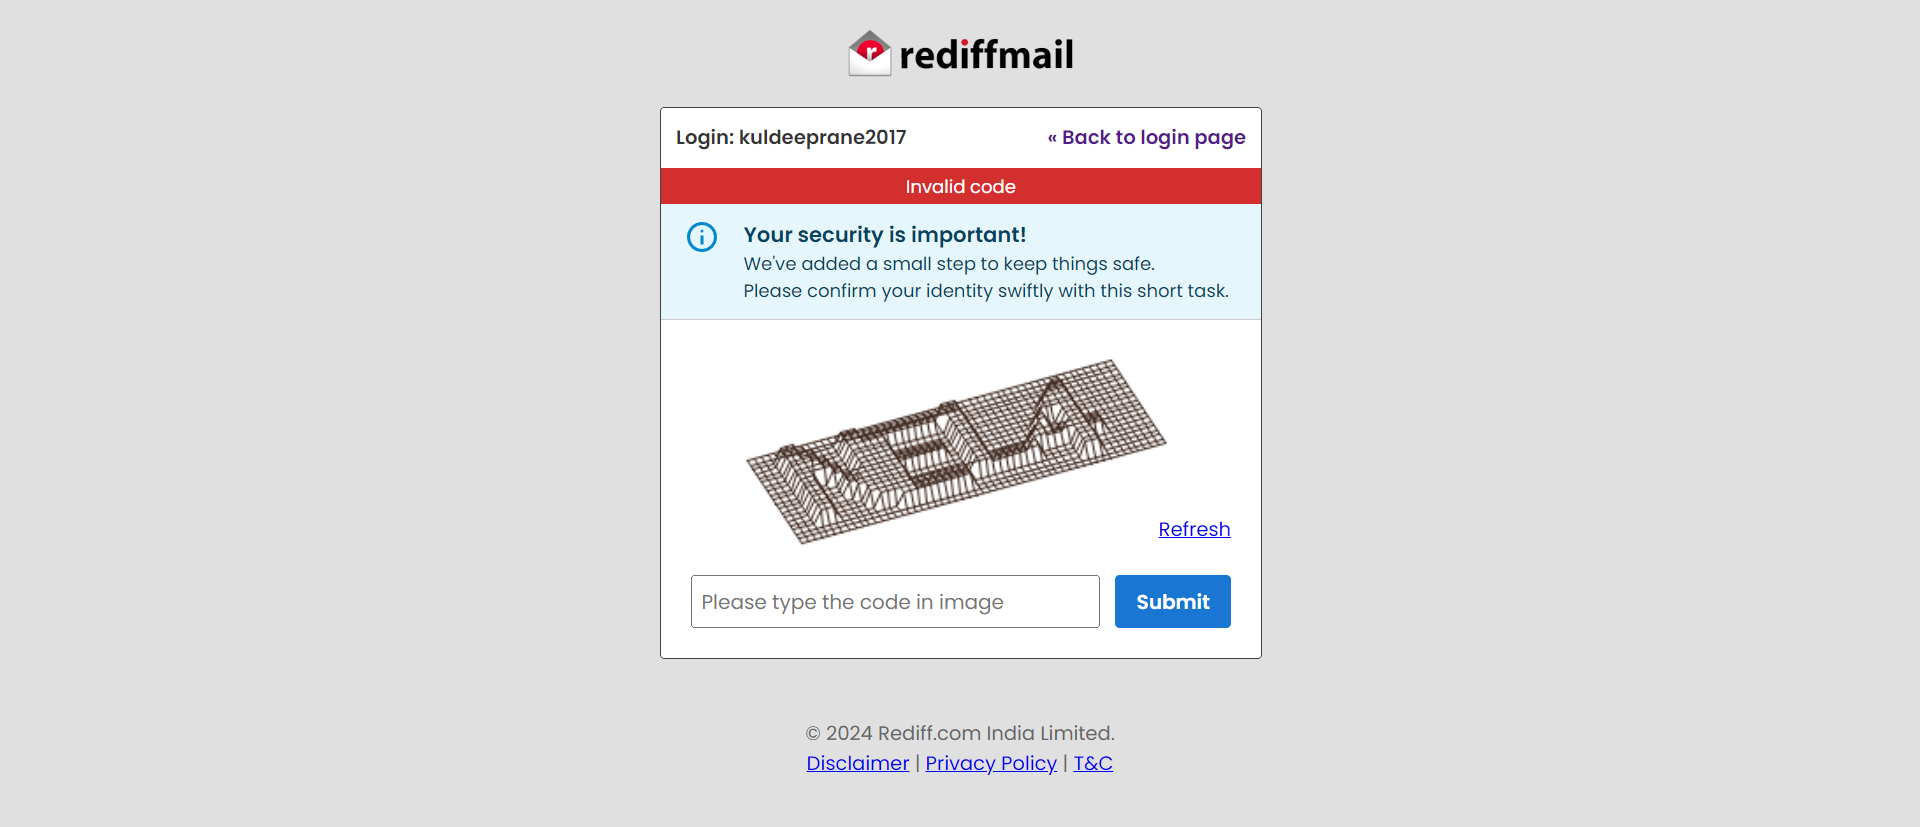 rediffmail
Login: kuldeeprane2017
« Back to login page
Invalid code
Your security is important!
We've added a small step to keep things safe.
Please confirm your identity swiftly with this short task.
Refresh
Please type the code in image
Submit
© 2024 Rediff.com India Limited.
Disclaimer | Privacy Policy | T&C